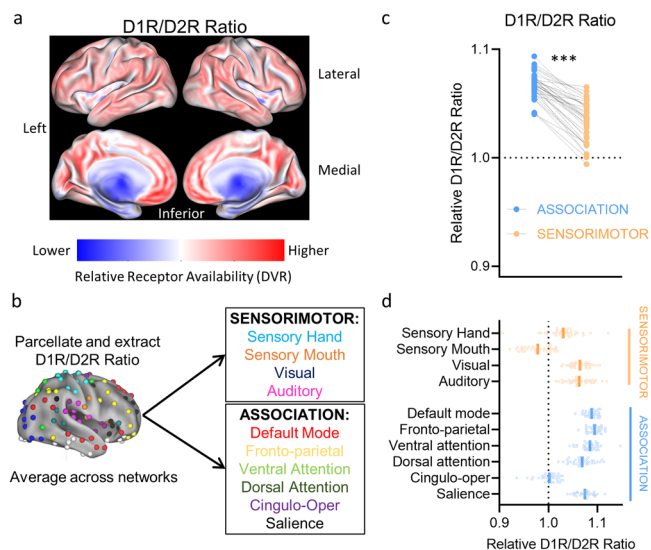 a
D1R/D2R Ratio
Lateral
Left
Medial
Inferior
Lower
Higher
Relative Receptor Availability (DVR)
b
Parcellate and extract
D1R/D2R Ratio
Average across networks
SENSORIMOTOR:
Sensory Hand
Sensory Mouth
Visual
Auditory
ASSOCIATION:
Default Mode
Fronto-parietal
Ventral Attention
Dorsal Attention
Cingulo-Oper
Salience
c
D1R/D2R Ratio
1.1
***
1.0
0.9
Relative D1R/D2R Ratio
ASSOCIATION
SENSORIMOTOR
d
Sensory Hand
Sensory Mouth
Visual
Auditory
SENSORIMOTOR
Default mode
Fronto-parietal
Ventral attention
Dorsal attention
Cingulo-oper
Salience
ASSOCIATION
0.9 1.0 1.1
Relative D1R/D2R Ratio